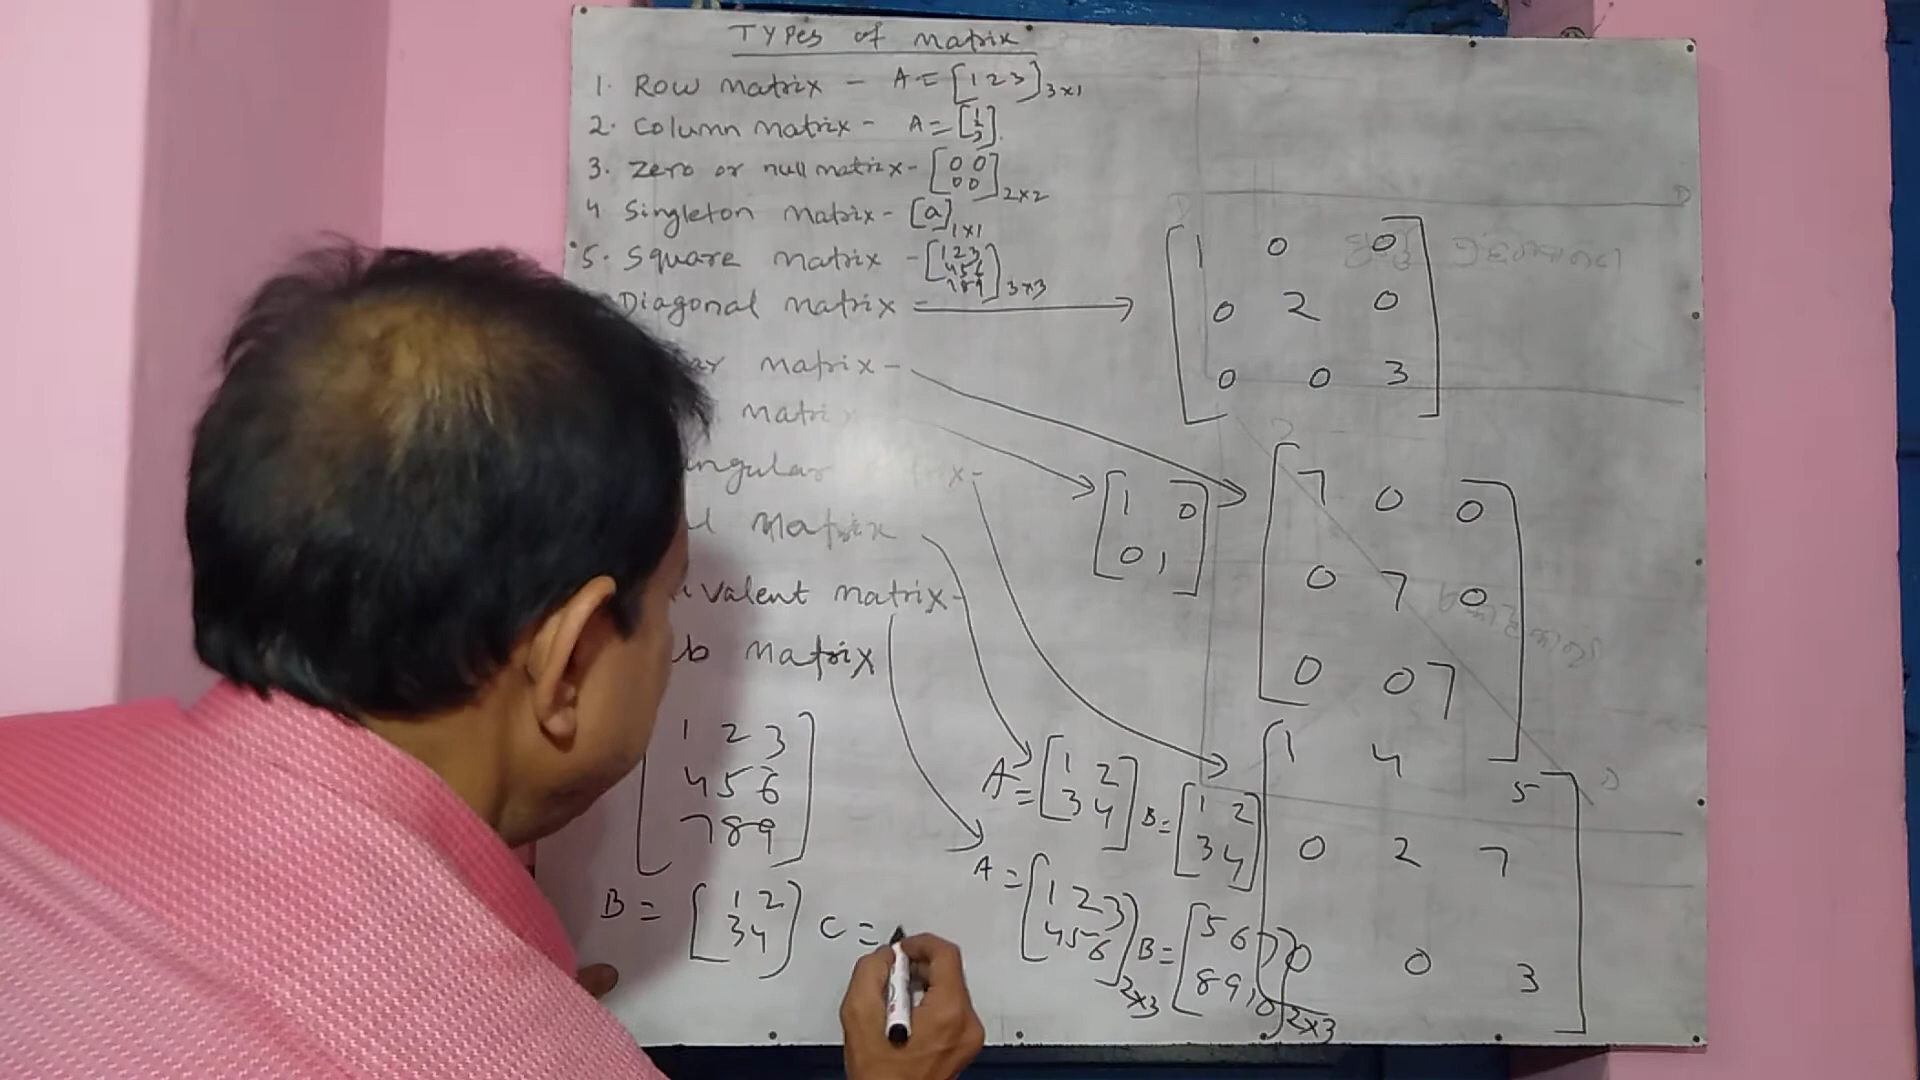 Types of matrix
1. Row matrix - A = [1 2 3] 3x1
2. Column matrix - A = [1 2 3]
3. Zero or null matrix - [0 0
0 0] 2x2
4 Singleton matrix - [a] 1x1
5. Square matrix - [1 2 3
4 5 6
7 8 9] 3x3
Diagonal matrix =
ar matrix -
matri
angular x -
l Matrix
ivalent matrix -
b matrix
1 0 0
0 2 0
0 0 3
1 0
0 1
7 0 0
0 7 0
0 0 7
1 4 5
0 2 7
0 0 3
A = [1 2
3 4] B = [1 2
3 4]
A = [1 2 3
4 5 6] 2x3 B = [5 6 7
8 9 10] 2x3
1 2 3
4 5 6
7 8 9
B = [1 2
3 4] C =